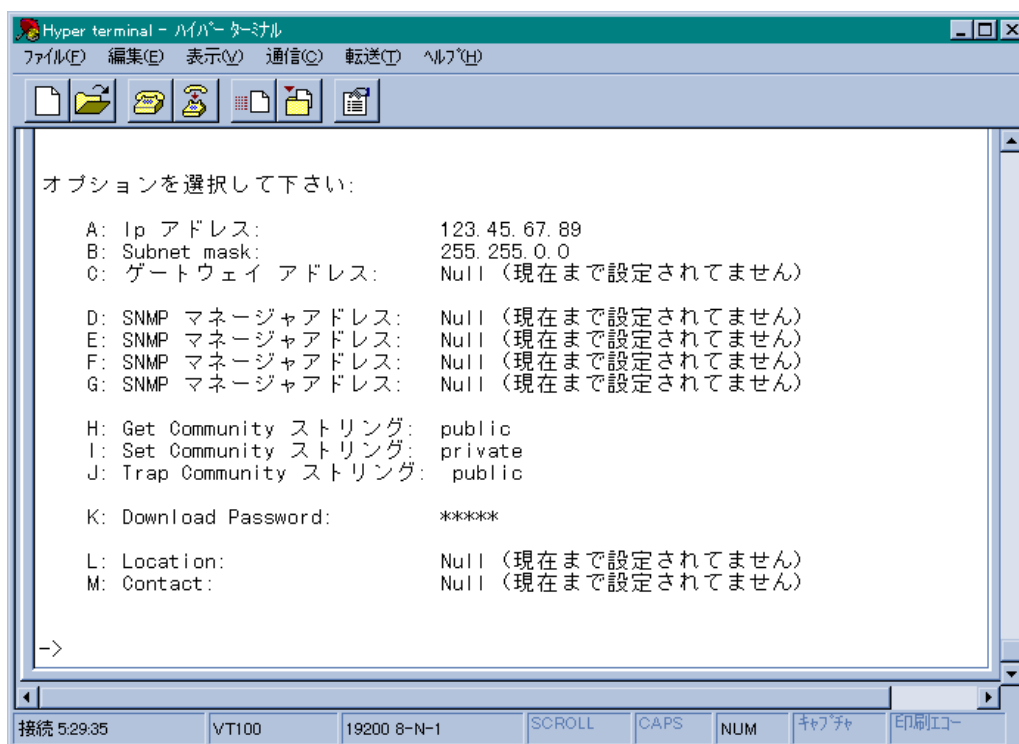 Hyper terminal - ﾊｲﾊﾟｰ ﾀｰﾐﾅﾙ
ﾌｧｲﾙ(F) 編集(E) 表示(V) 通信(C) 転送(T) ﾍﾙﾌﾟ(H)
オプションを選択して下さい:
A: Ip アドレス: 123.45.67.89
B: Subnet mask: 255.255.0.0
C: ゲートウェイ アドレス: Null (現在まで設定されてません)
D: SNMP マネージャアドレス: Null (現在まで設定されてません)
E: SNMP マネージャアドレス: Null (現在まで設定されてません)
F: SNMP マネージャアドレス: Null (現在まで設定されてません)
G: SNMP マネージャアドレス: Null (現在まで設定されてません)
H: Get Community ストリング: public
I: Set Community ストリング: private
J: Trap Community ストリング: public
K: Download Password: *****
L: Location: Null (現在まで設定されてません)
M: Contact: Null (現在まで設定されてません)
->
接続 5:29:35 VT100 19200 8-N-1 SCROLL CAPS NUM ｷｬﾌﾟﾁｬ 印刷ｴｺｰ